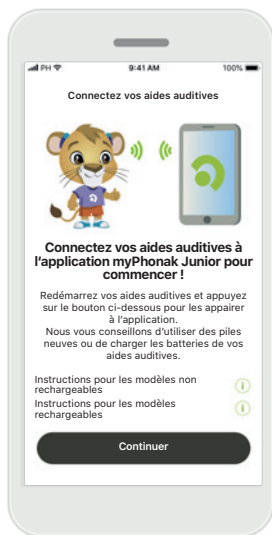 PH 9:41 AM 100%
Connectez vos aides auditives
Connectez vos aides auditives à
l'application myPhonak Junior pour
commencer !
Redémarrez vos aides auditives et appuyez
sur le bouton ci-dessous pour les appairer
à l'application.
Nous vous conseillons d'utiliser des piles
neuves ou de charger les batteries de vos
aides auditives.
Instructions pour les modèles non
rechargeables
Instructions pour les modèles
rechargeables
Continuer